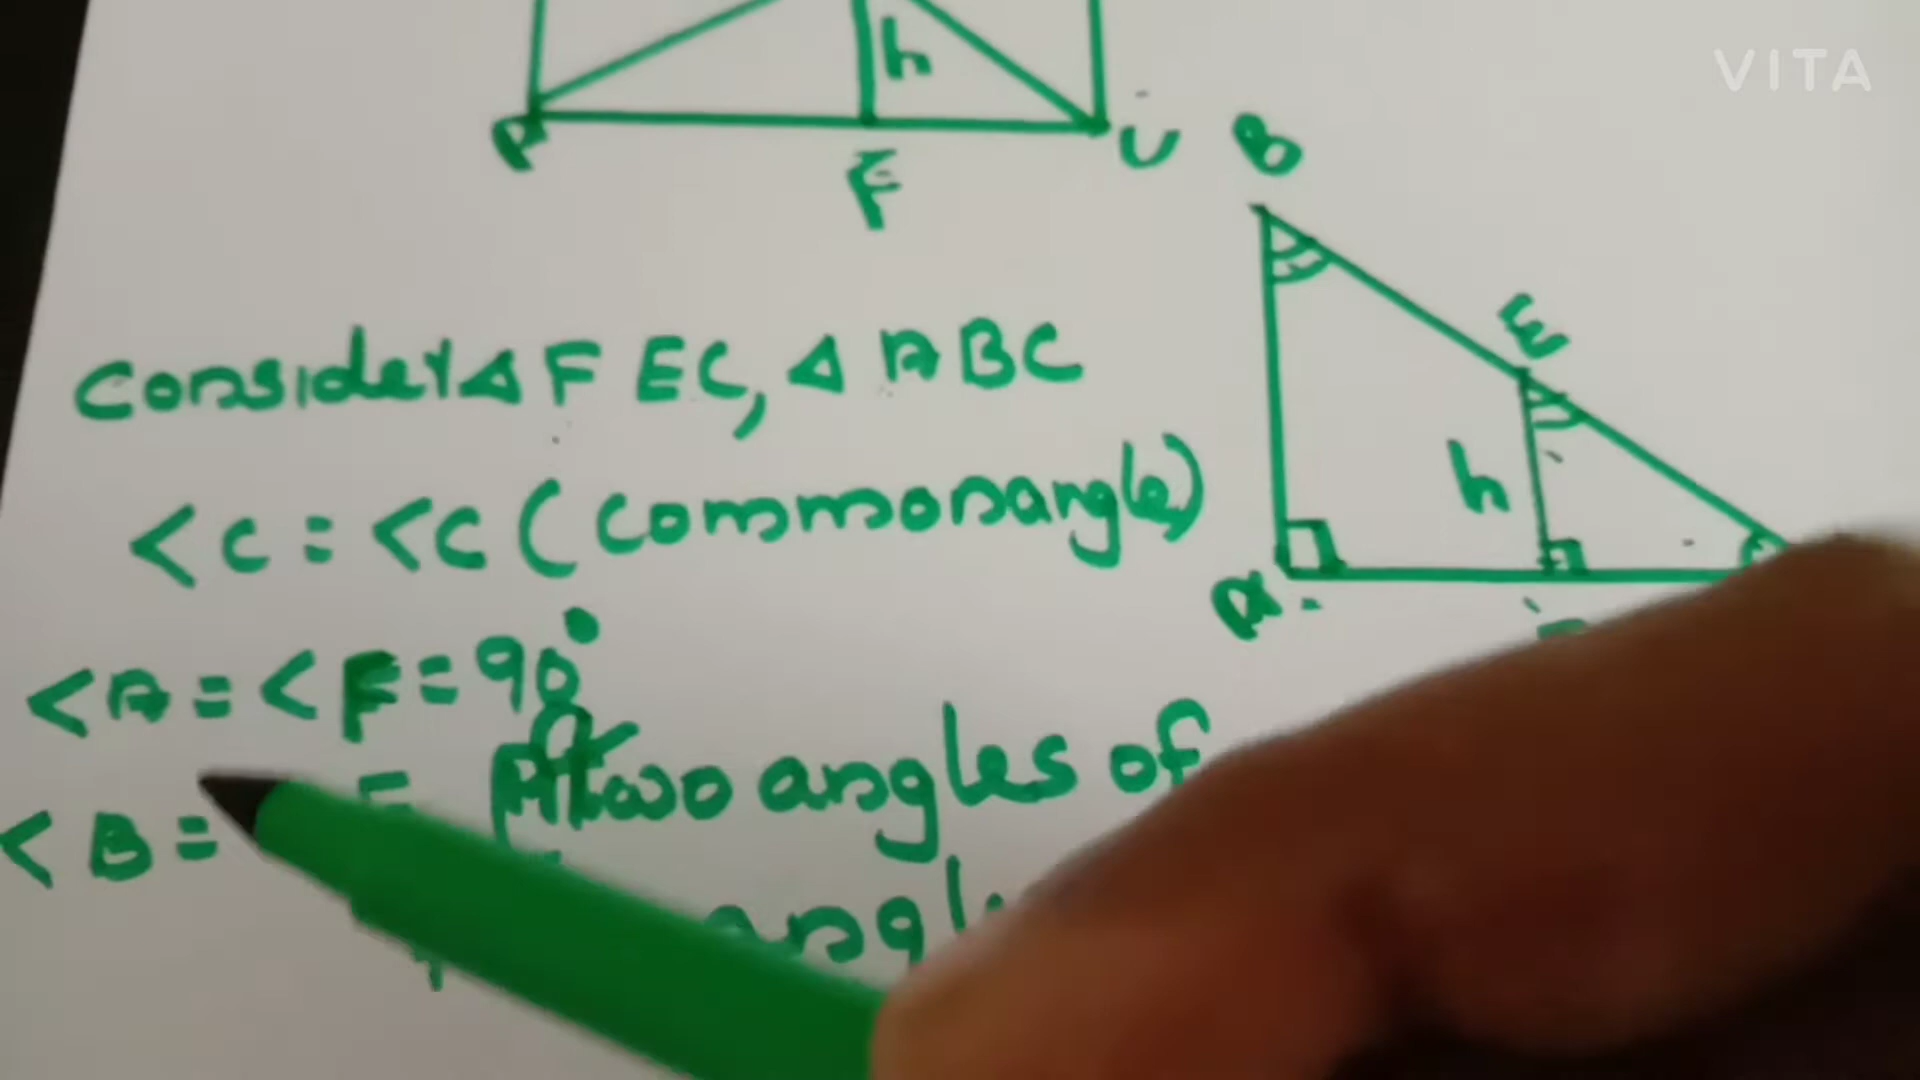 h
VITA
A
F
C
B
E
Consider △FEC, △ABC
<C = <C (common angle)
h
A
<A = <F = 90°
two angles of
<B =